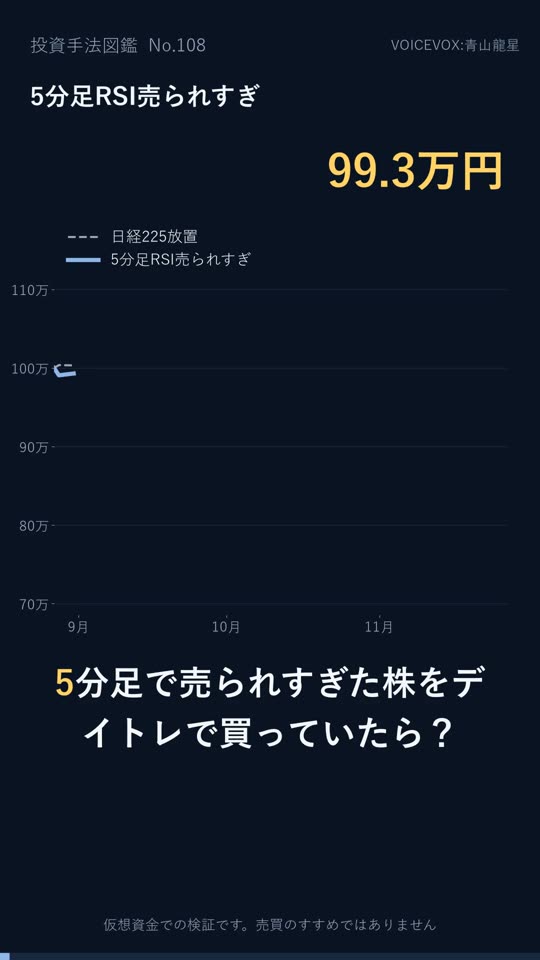 投資手法図鑑 No.108
VOICEVOX:青山龍星
5分足RSI売られすぎ
99.3万円
日経225放置
5分足RSI売られすぎ
110万
100万
90万
80万
70万
9月
10月
11月
5分足で売られすぎた株をデ
イトレで買っていたら？
仮想資金での検証です。売買のすすめではありません